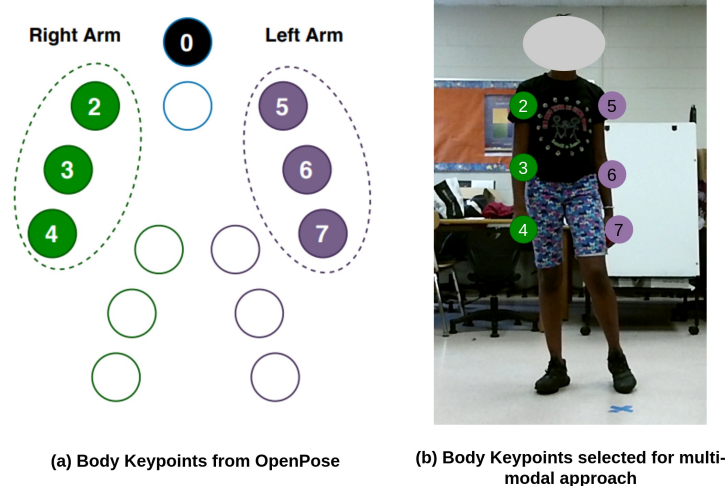 Right Arm
Left Arm
0
2
5
3
6
4
7
2
5
3
6
4
7
(a) Body Keypoints from OpenPose
(b) Body Keypoints selected for multi-
modal approach